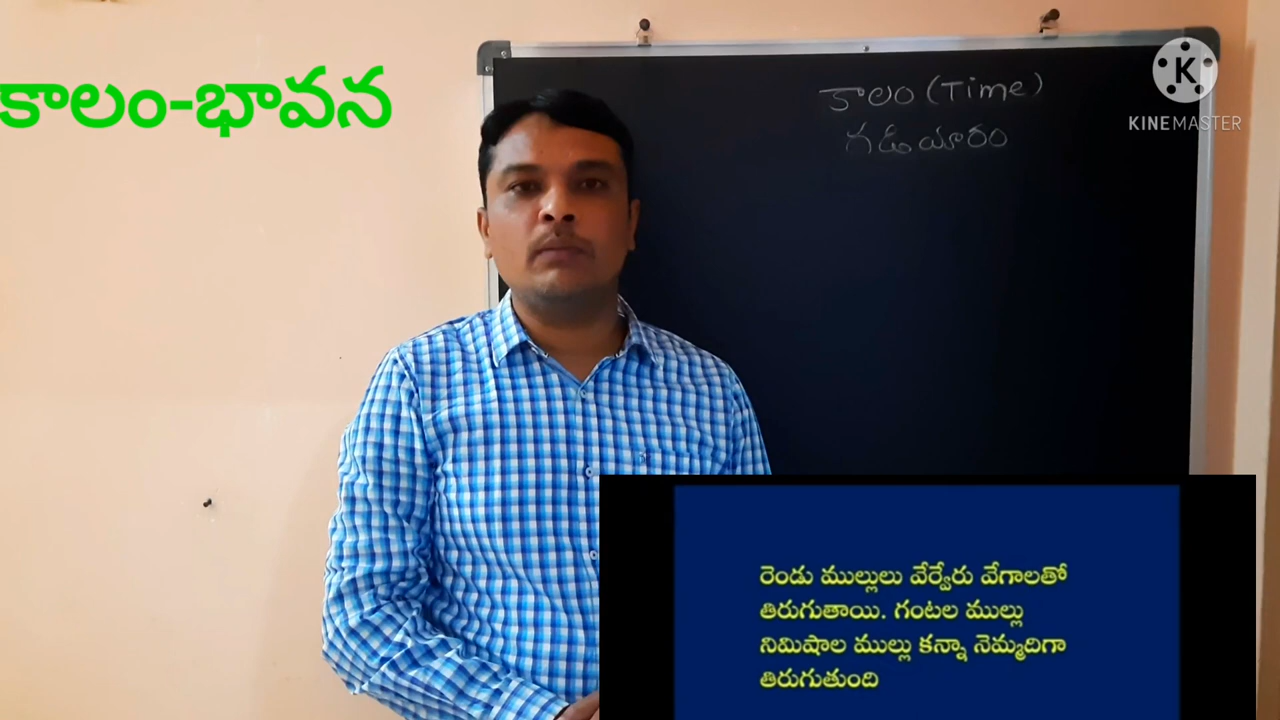 కాలం-భావన
కాలం (Time)
గడియారం
KINEMASTER
రెండు ముల్లులు వేర్వేరు వేగాలతో
తిరుగుతాయి. గంటల ముల్లు
నిమిషాల ముల్లు కన్నా నెమ్మదిగా
తిరుగుతుంది